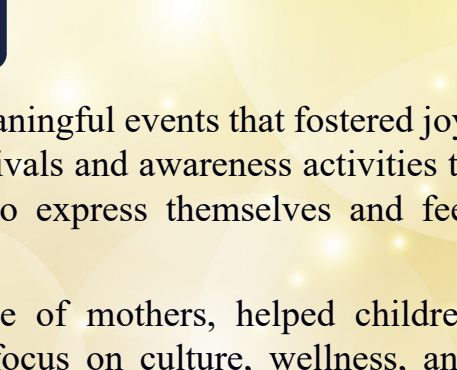 aningful events that fostered joy
ivals and awareness activities t
o express themselves and fee
e of mothers, helped childre
focus on culture, wellness, an